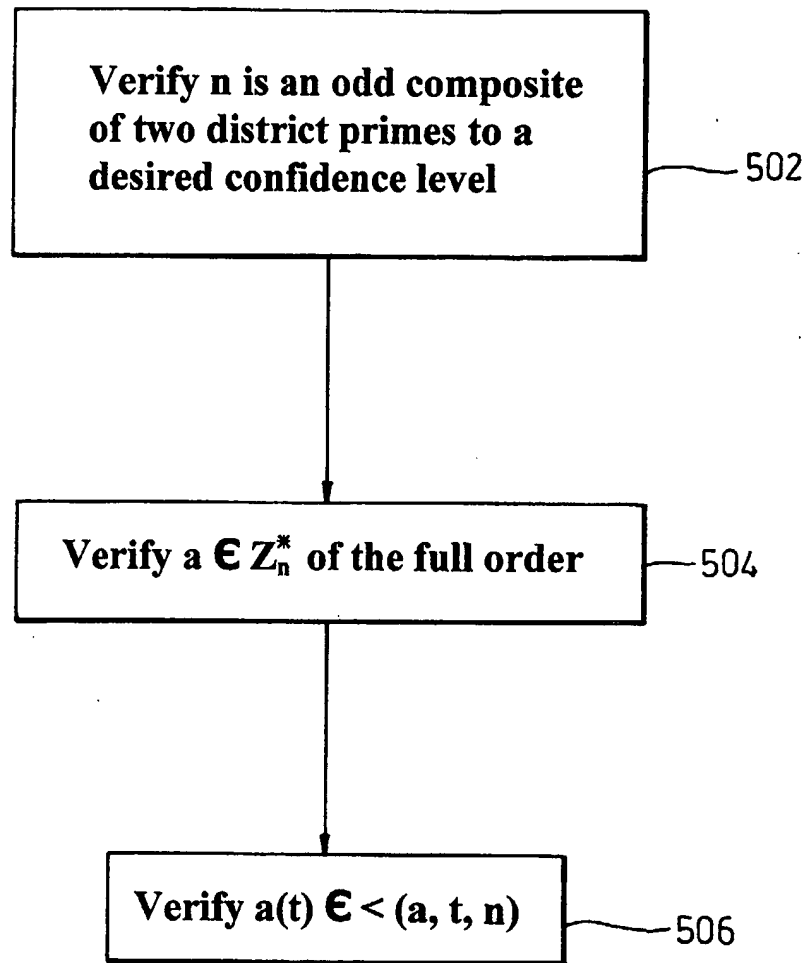 Verify n is an odd composite
of two district primes to a
desired confidence level
502
Verify a Є Z*n of the full order
504
Verify a(t) Є < (a, t, n)
506